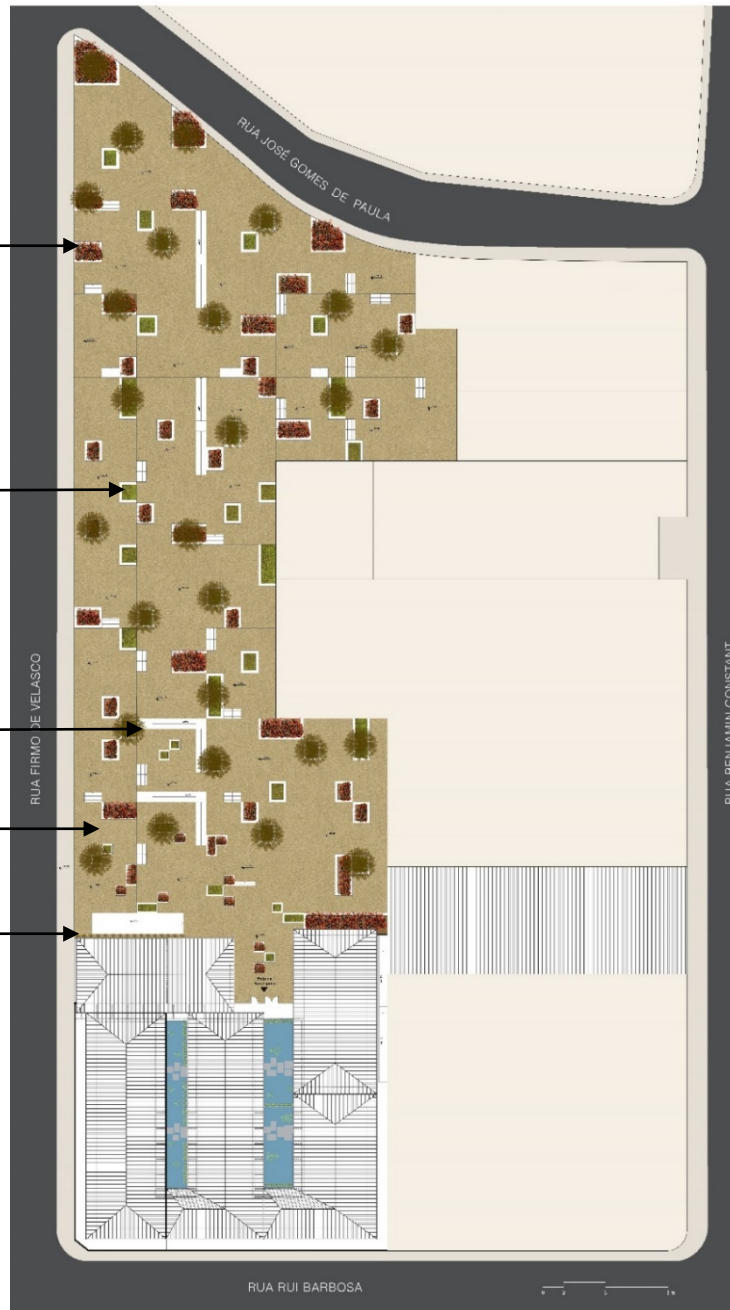 RUA JOSÉ GOMES DE PAULA
RUA FIRMO DE VELASCO
RUA BENJAMIN CONSTANT
RUA RUI BARBOSA